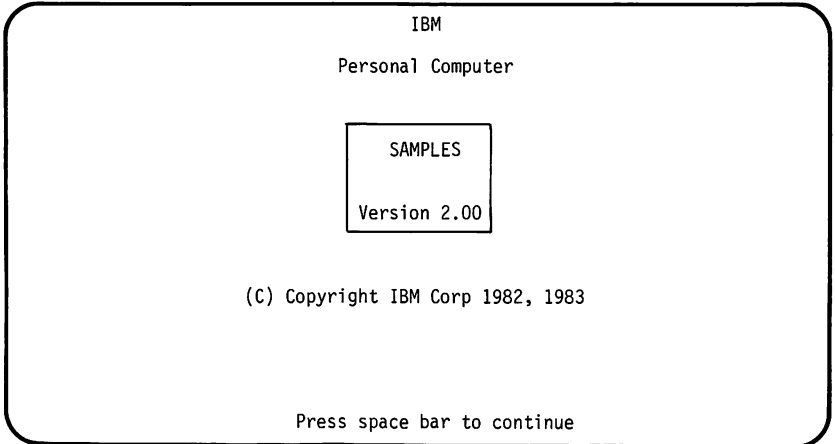 IBM
Personal Computer
SAMPLES
Version 2.00
(C) Copyright IBM Corp 1982, 1983
Press space bar to continue